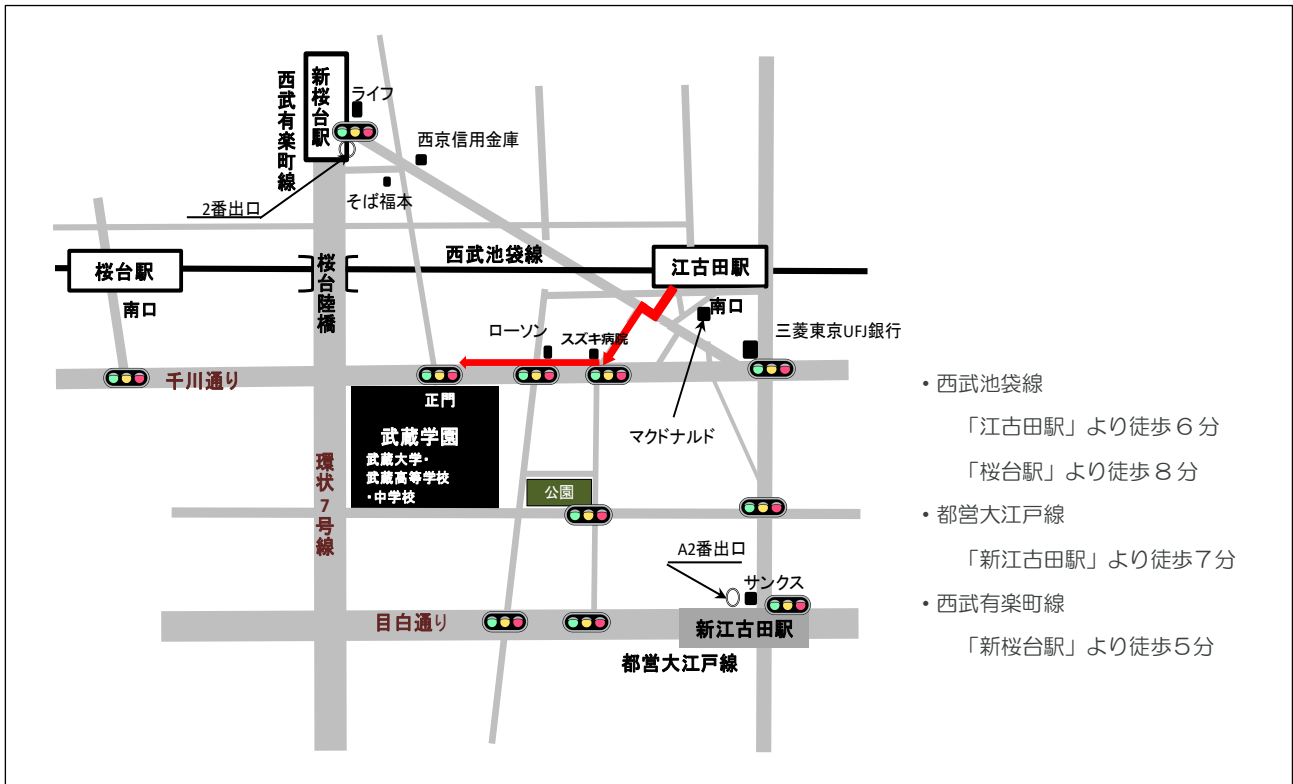 新桜台駅
西武有楽町線
ライフ
西京信用金庫
そば福本
2番出口
桜台駅
南口
桜台陸橋
西武池袋線
江古田駅
南口
ローソン
スズキ病院
三菱東京UFJ銀行
千川通り
正門
武蔵学園
武蔵大学・
武蔵高等学校
・中学校
マクドナルド
環状7号線
公園
A2番出口
サンクス
目白通り
新江古田駅
都営大江戸線
・西武池袋線
「江古田駅」より徒歩6分
「桜台駅」より徒歩8分
・都営大江戸線
「新江古田駅」より徒歩7分
・西武有楽町線
「新桜台駅」より徒歩5分